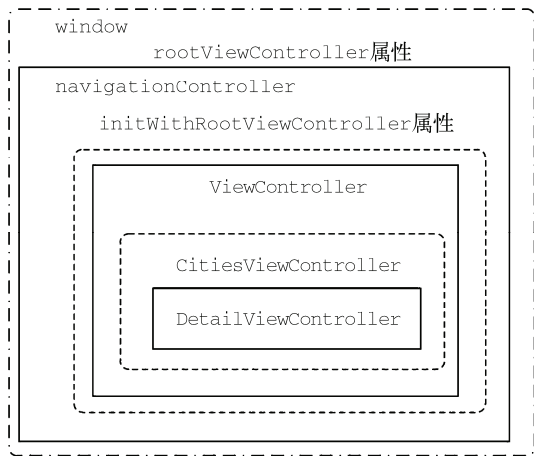 window
rootViewController属性
navigationController
initWithRootViewController属性
ViewController
CitiesViewController
DetailViewController